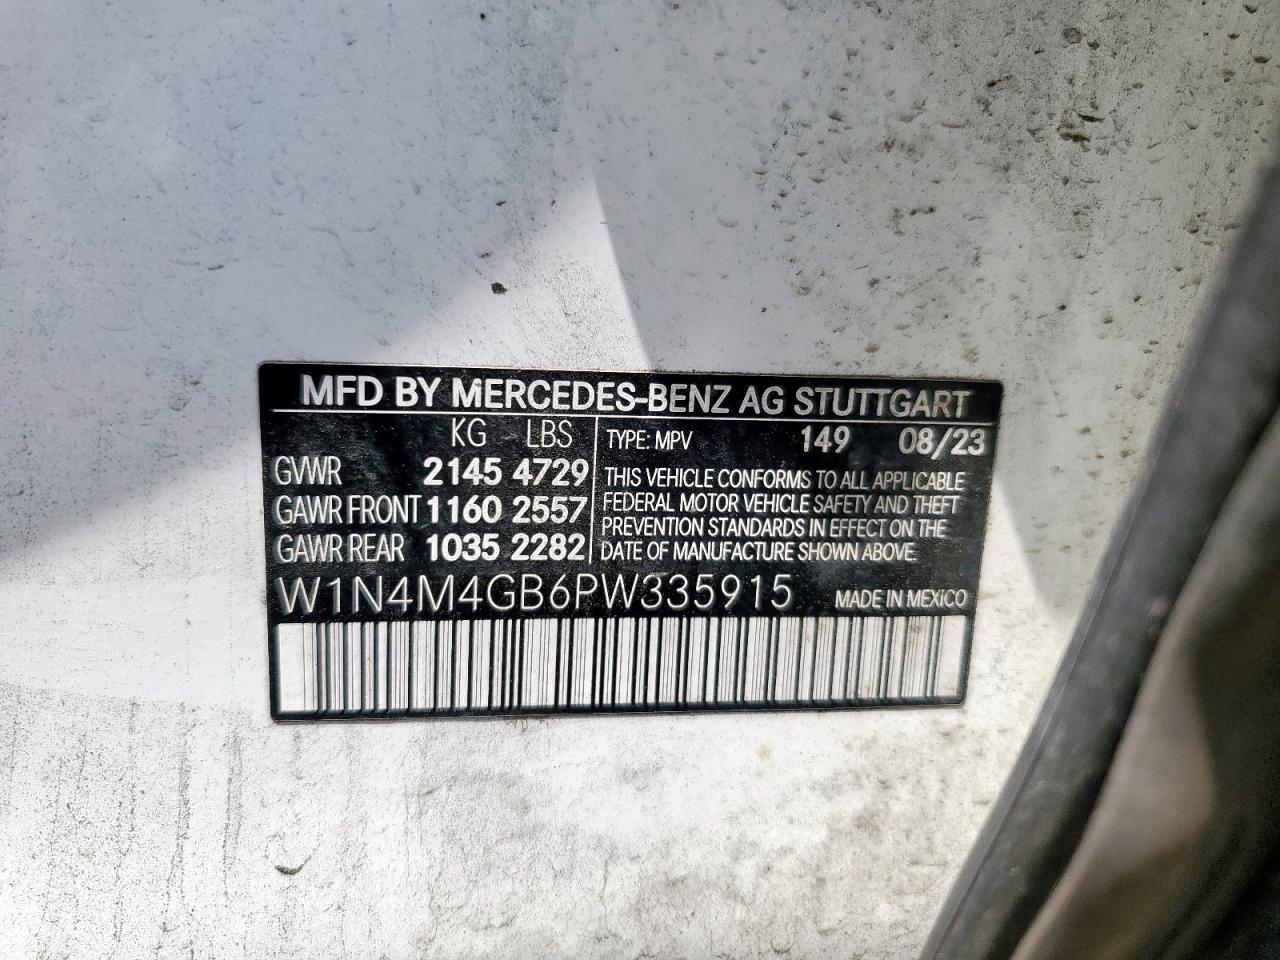 MFD BY MERCEDES-BENZ AG STUTTGART
KG LBS
GVWR 2145 4729
GAWR FRONT 1160 2557
GAWR REAR 1035 2282
TYPE: MPV 149 08/23
THIS VEHICLE CONFORMS TO ALL APPLICABLE
FEDERAL MOTOR VEHICLE SAFETY AND THEFT
PREVENTION STANDARDS IN EFFECT ON THE
DATE OF MANUFACTURE SHOWN ABOVE.
W1N4M4GB6PW335915 MADE IN MEXICO